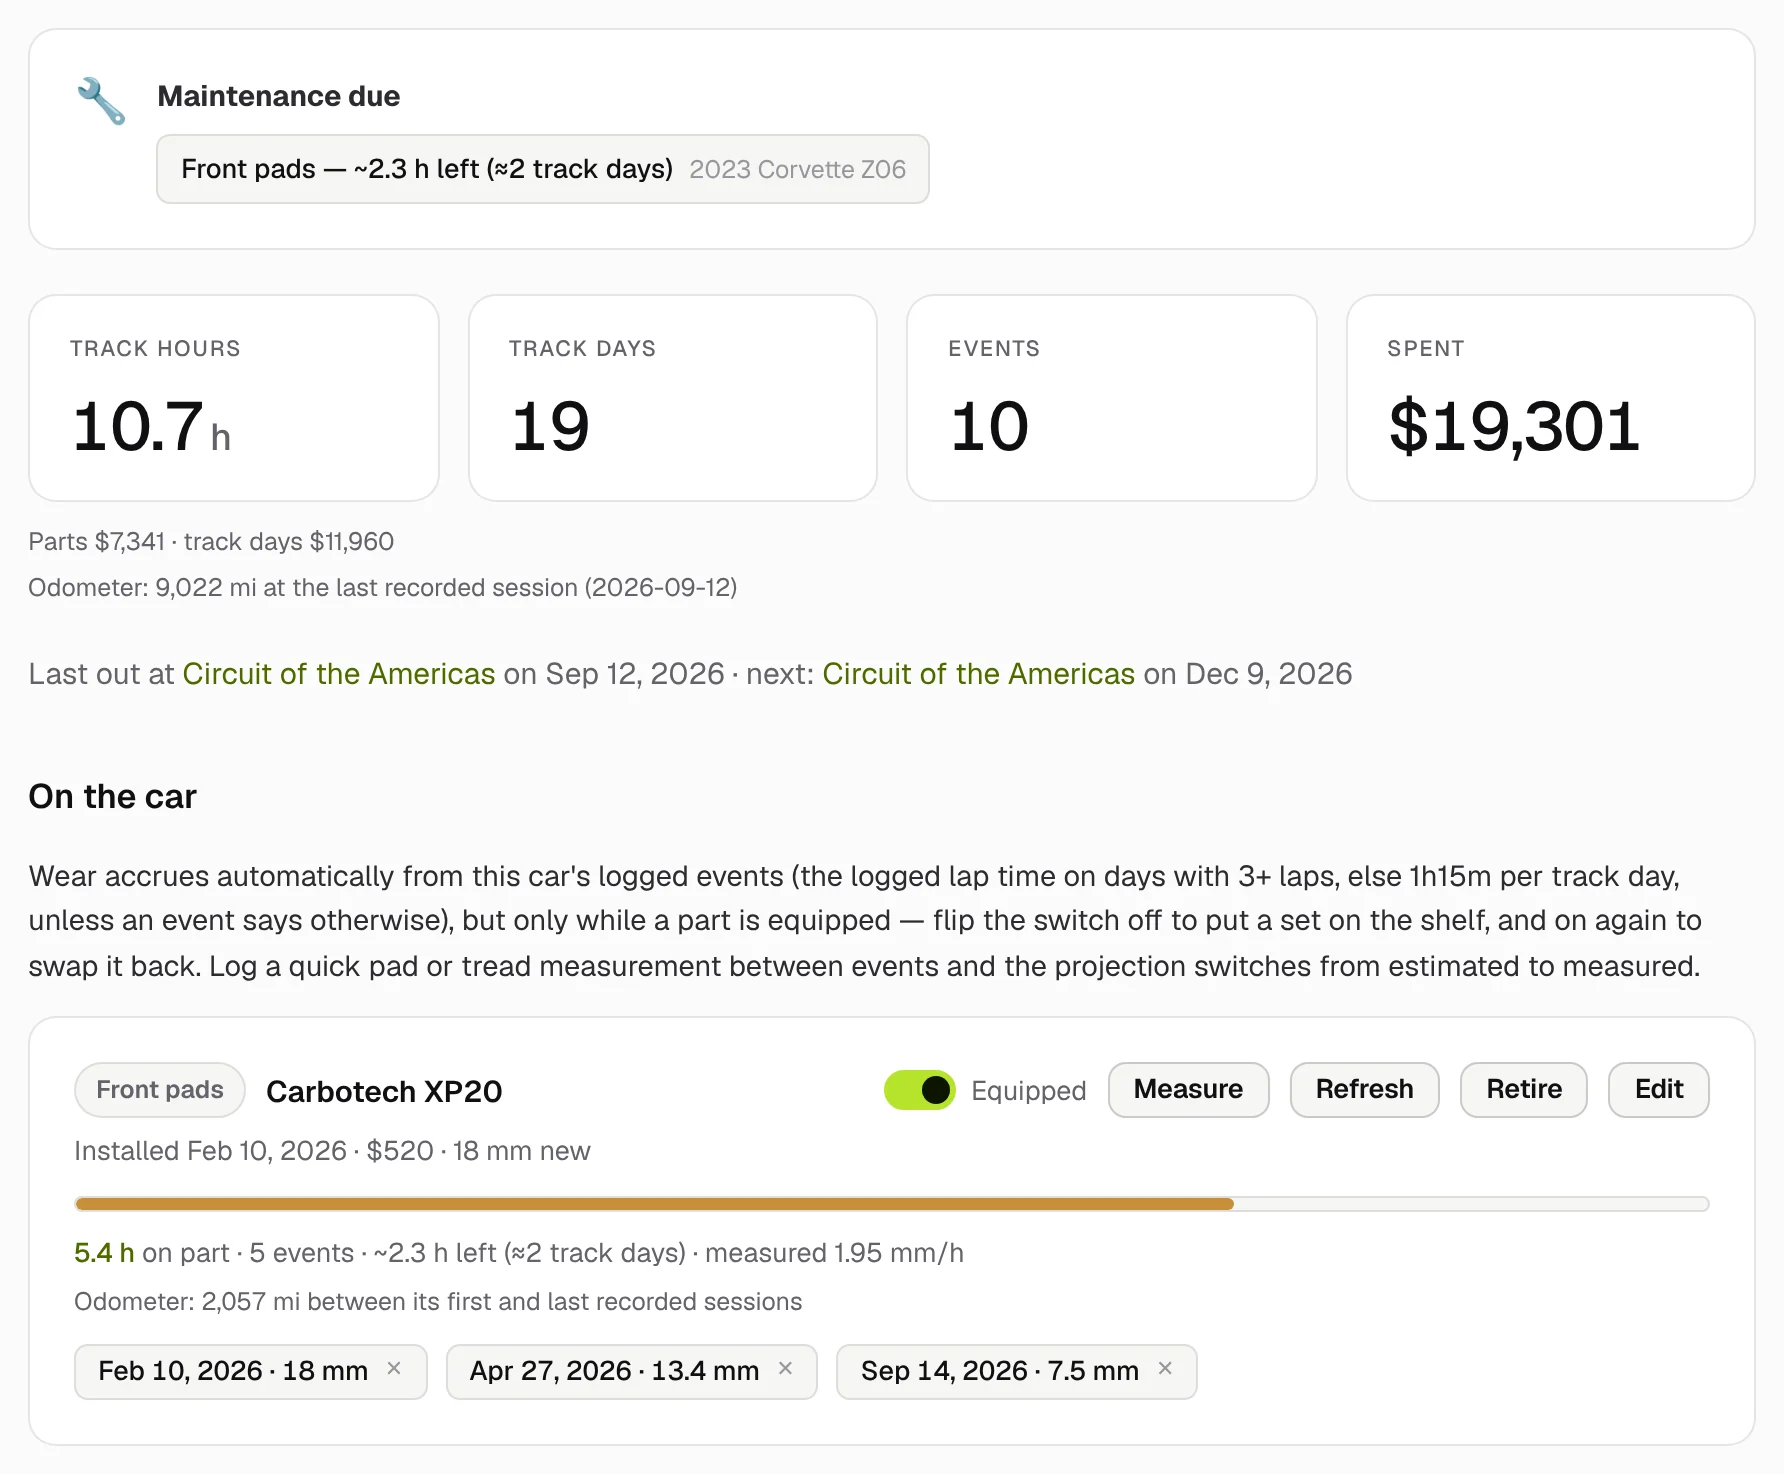 Maintenance due
Front pads — ~2.3 h left (≈2 track days) 2023 Corvette Z06
TRACK HOURS
10.7 h
TRACK DAYS
19
EVENTS
10
SPENT
$19,301
Parts $7,341 · track days $11,960
Odometer: 9,022 mi at the last recorded session (2026-09-12)
Last out at Circuit of the Americas on Sep 12, 2026 · next: Circuit of the Americas on Dec 9, 2026
On the car
Wear accrues automatically from this car's logged events (the logged lap time on days with 3+ laps, else 1h15m per track day,
unless an event says otherwise), but only while a part is equipped — flip the switch off to put a set on the shelf, and on again to
swap it back. Log a quick pad or tread measurement between events and the projection switches from estimated to measured.
Front pads Carbotech XP20 Equipped Measure Refresh Retire Edit
Installed Feb 10, 2026 · $520 · 18 mm new
5.4 h on part · 5 events · ~2.3 h left (≈2 track days) · measured 1.95 mm/h
Odometer: 2,057 mi between its first and last recorded sessions
Feb 10, 2026 · 18 mm × Apr 27, 2026 · 13.4 mm × Sep 14, 2026 · 7.5 mm ×